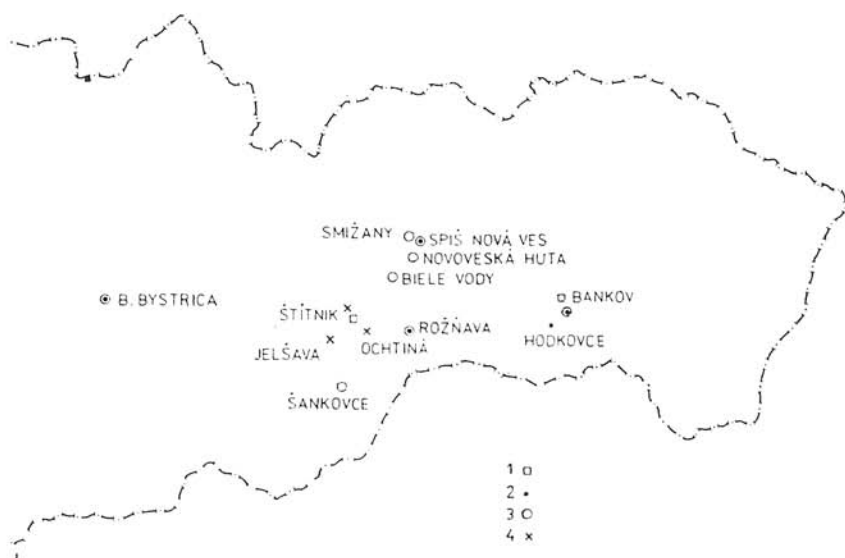 SMIŽANY
SPIŠ NOVÁ VES
NOVOVESKÁ HUTA
BIELE VODY
B. BYSTRICA
BANKOV
ŠTÍTNIK
ROŽŇAVA
HODKOVCE
OCHTINÁ
JELŠAVA
ŠANKOVCE
1
2
3
4